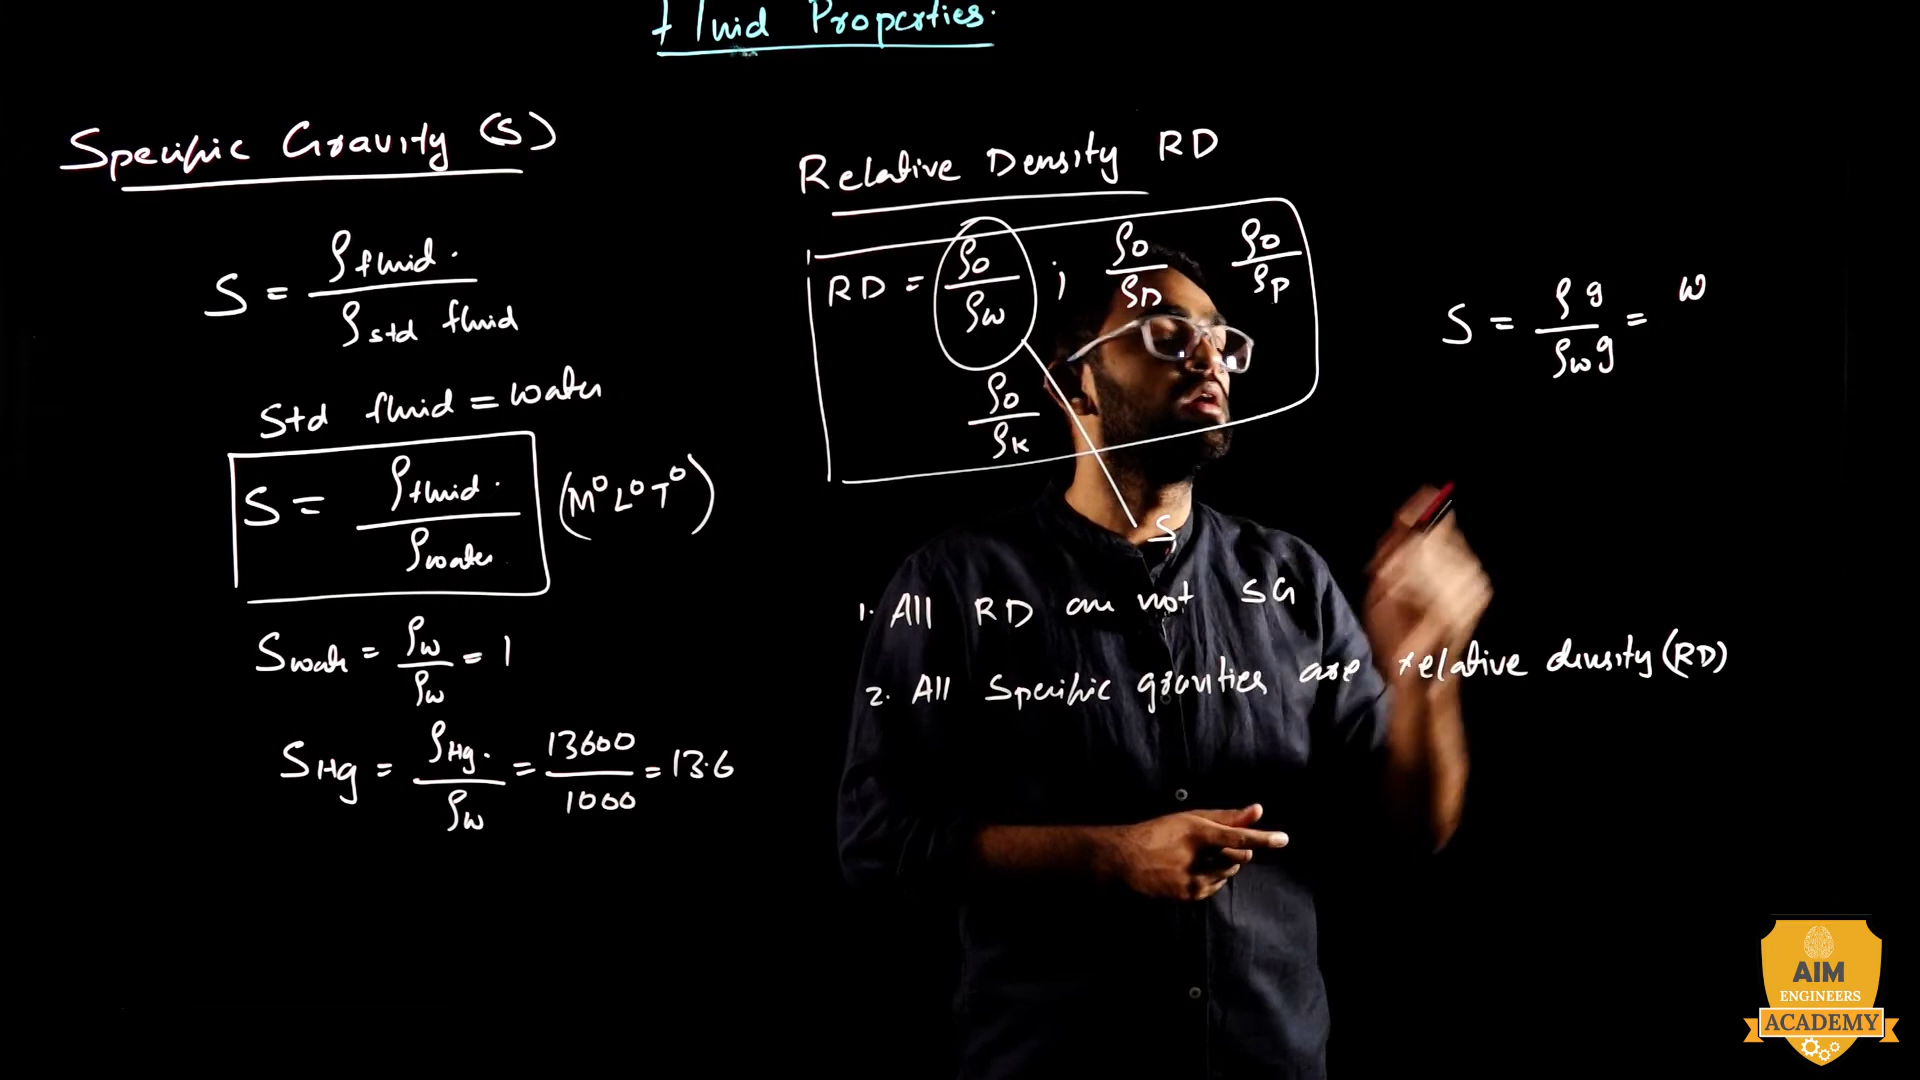 Fluid Properties.
Specific Gravity (S)
S = ρfluid. / ρstd fluid
Std fluid = water
S = ρfluid. / ρwater (M⁰L⁰T⁰)
Swater = ρw / ρw = 1
SHg = ρHg. / ρw = 13600 / 1000 = 13.6
Relative Density RD
RD = ρo / ρw ; ρo / ρD ρo / ρP
ρo / ρK
S
1. All RD are not SG
2. All Specific gravities are relative density (RD)
S = ρg / ρwg = w
AIM
ENGINEERS
ACADEMY